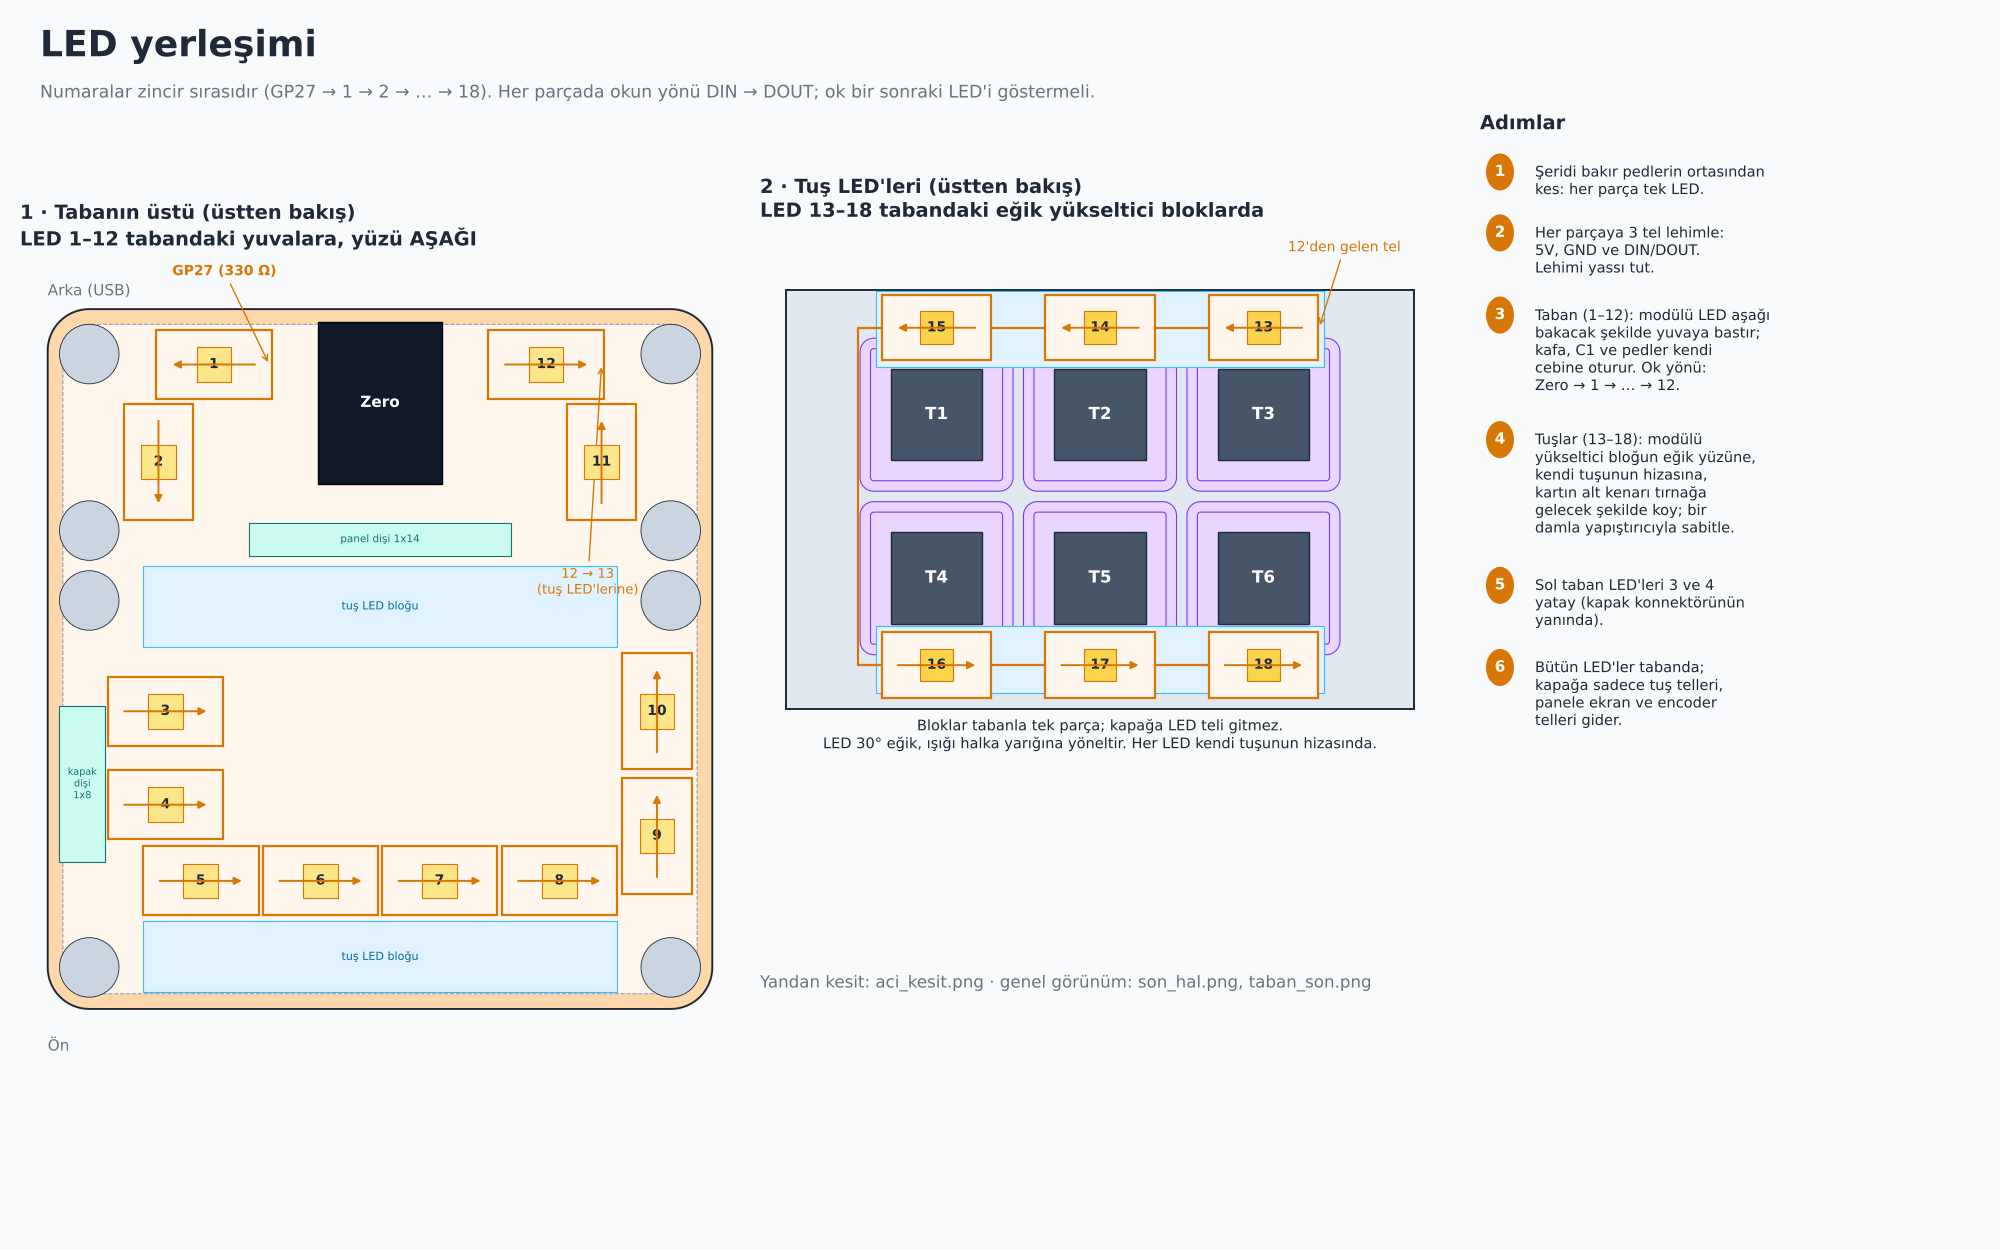 LED yerleşimi
Numaralar zincir sırasıdır (GP27 → 1 → 2 → … → 18). Her parçada okun yönü DIN → DOUT; ok bir sonraki LED'i göstermeli.
1 · Tabanın üstü (üstten bakış)
LED 1–12 tabandaki yuvalara, yüzü AŞAĞI
GP27 (330 Ω)
Arka (USB)
1
Zero
12
2
11
panel dişi 1x14
12 → 13
(tuş LED'lerine)
tuş LED bloğu
3
10
kapak
dişi
1x8
4
9
5
6
7
8
tuş LED bloğu
Ön
2 · Tuş LED'leri (üstten bakış)
LED 13–18 tabandaki eğik yükseltici bloklarda
12'den gelen tel
15
14
13
T1
T2
T3
T4
T5
T6
16
17
18
Bloklar tabanla tek parça; kapağa LED teli gitmez.
LED 30° eğik, ışığı halka yarığına yöneltir. Her LED kendi tuşunun hizasında.
Yandan kesit: aci_kesit.png · genel görünüm: son_hal.png, taban_son.png
Adımlar
1
Şeridi bakır pedlerin ortasından
kes: her parça tek LED.
2
Her parçaya 3 tel lehimle:
5V, GND ve DIN/DOUT.
Lehimi yassı tut.
3
Taban (1–12): modülü LED aşağı
bakacak şekilde yuvaya bastır;
kafa, C1 ve pedler kendi
cebine oturur. Ok yönü:
Zero → 1 → … → 12.
4
Tuşlar (13–18): modülü
yükseltici bloğun eğik yüzüne,
kendi tuşunun hizasına,
kartın alt kenarı tırnağa
gelecek şekilde koy; bir
damla yapıştırıcıyla sabitle.
5
Sol taban LED'leri 3 ve 4
yatay (kapak konnektörünün
yanında).
6
Bütün LED'ler tabanda;
kapağa sadece tuş telleri,
panele ekran ve encoder
telleri gider.